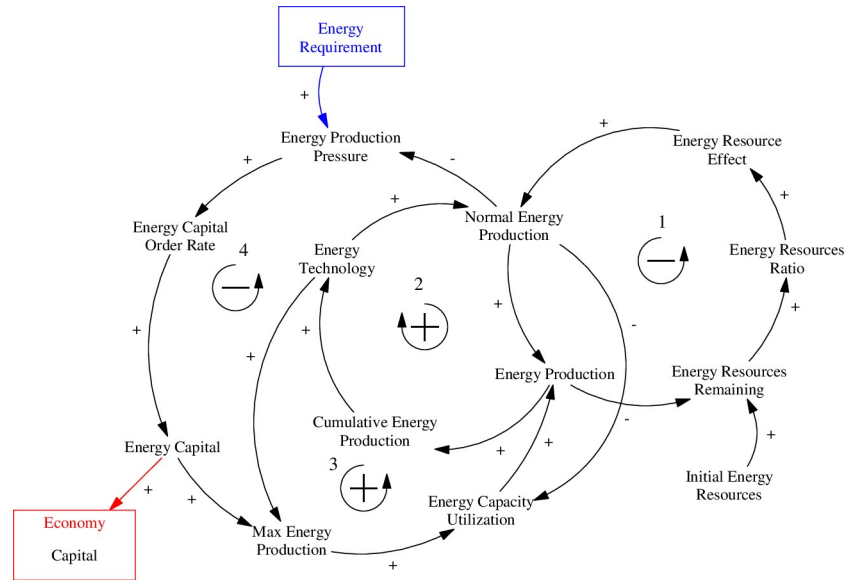 Energy
Requirement
+
Energy Production
Pressure
+
-
+
Energy Resource
Effect
+
+
Energy Capital
Order Rate
Normal Energy
Production
4
Energy
Technology
2
1
Energy Resources
Ratio
+
+
+
+
-
+
Energy Production
Energy Resources
Remaining
Cumulative Energy
Production
-
+
Energy Capital
+
+
3
+
+
Energy Capacity
Utilization
Initial Energy
Resources
Economy
Capital
Max Energy
Production
+